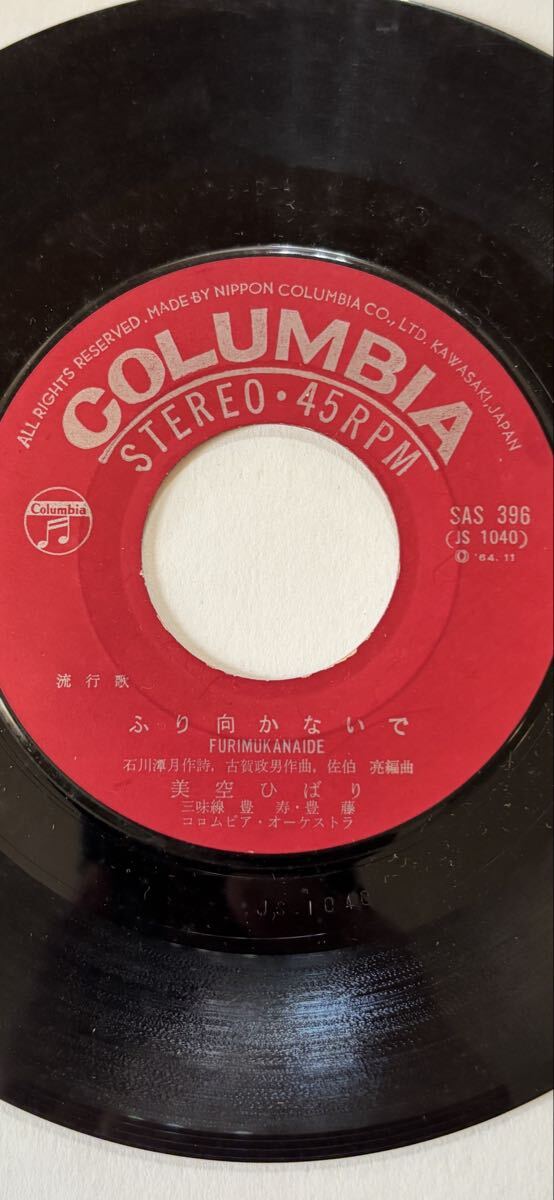 ALL RIGHTS RESERVED. MADE BY NIPPON COLUMBIA CO., LTD. KAWASAKI, JAPAN
COLUMBIA
STEREO・45RPM
Columbia
SAS 396
(JS 1040)
Ⓟ '64. 11
流行歌
ふり向かないで
FURIMUKANAIDE
石川潭月作詩, 古賀政男作曲, 佐伯 亮編曲
美空ひばり
三味線 豊 寿・豊 藤
コロムビア・オーケストラ
JS 1040